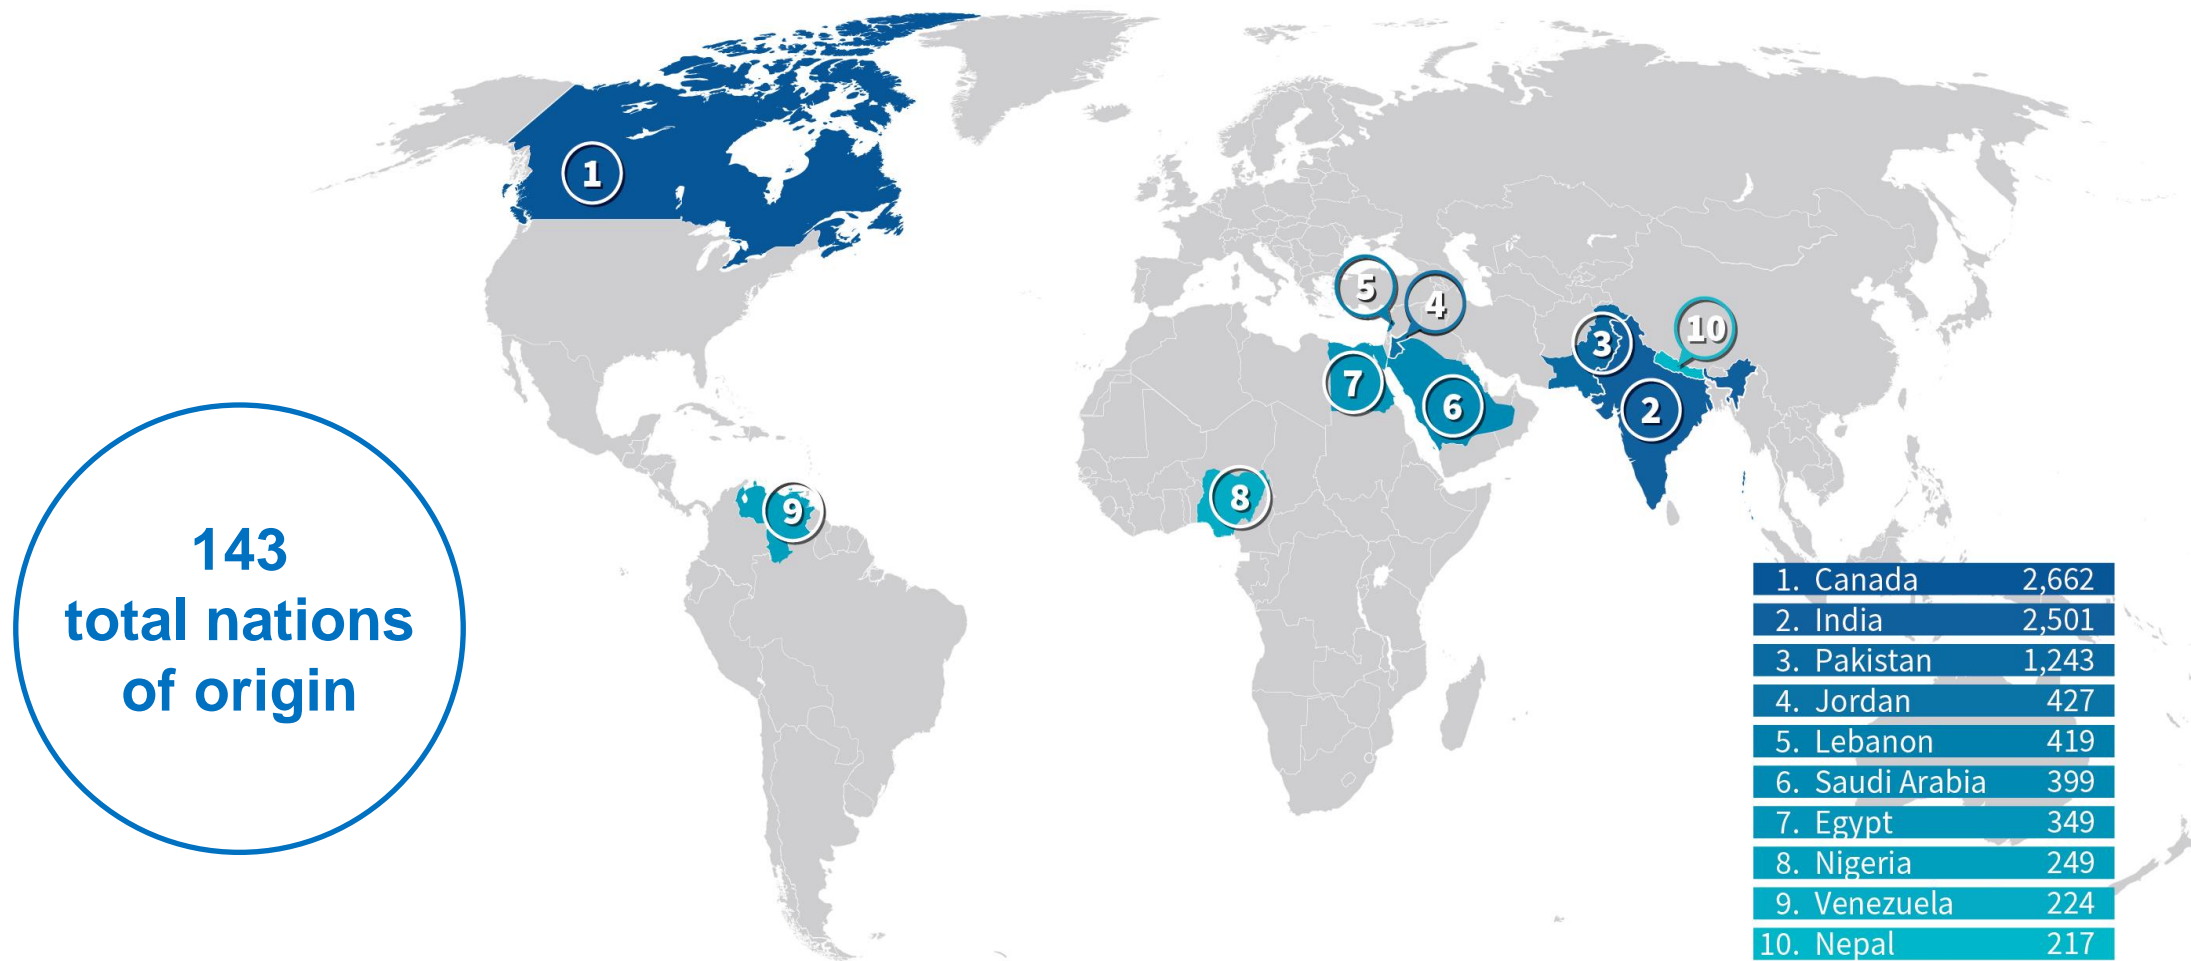 1
5
4
3
10
7
6
2
8
9
143
total nations
of origin
1. Canada 2,662
2. India 2,501
3. Pakistan 1,243
4. Jordan 427
5. Lebanon 419
6. Saudi Arabia 399
7. Egypt 349
8. Nigeria 249
9. Venezuela 224
10. Nepal 217